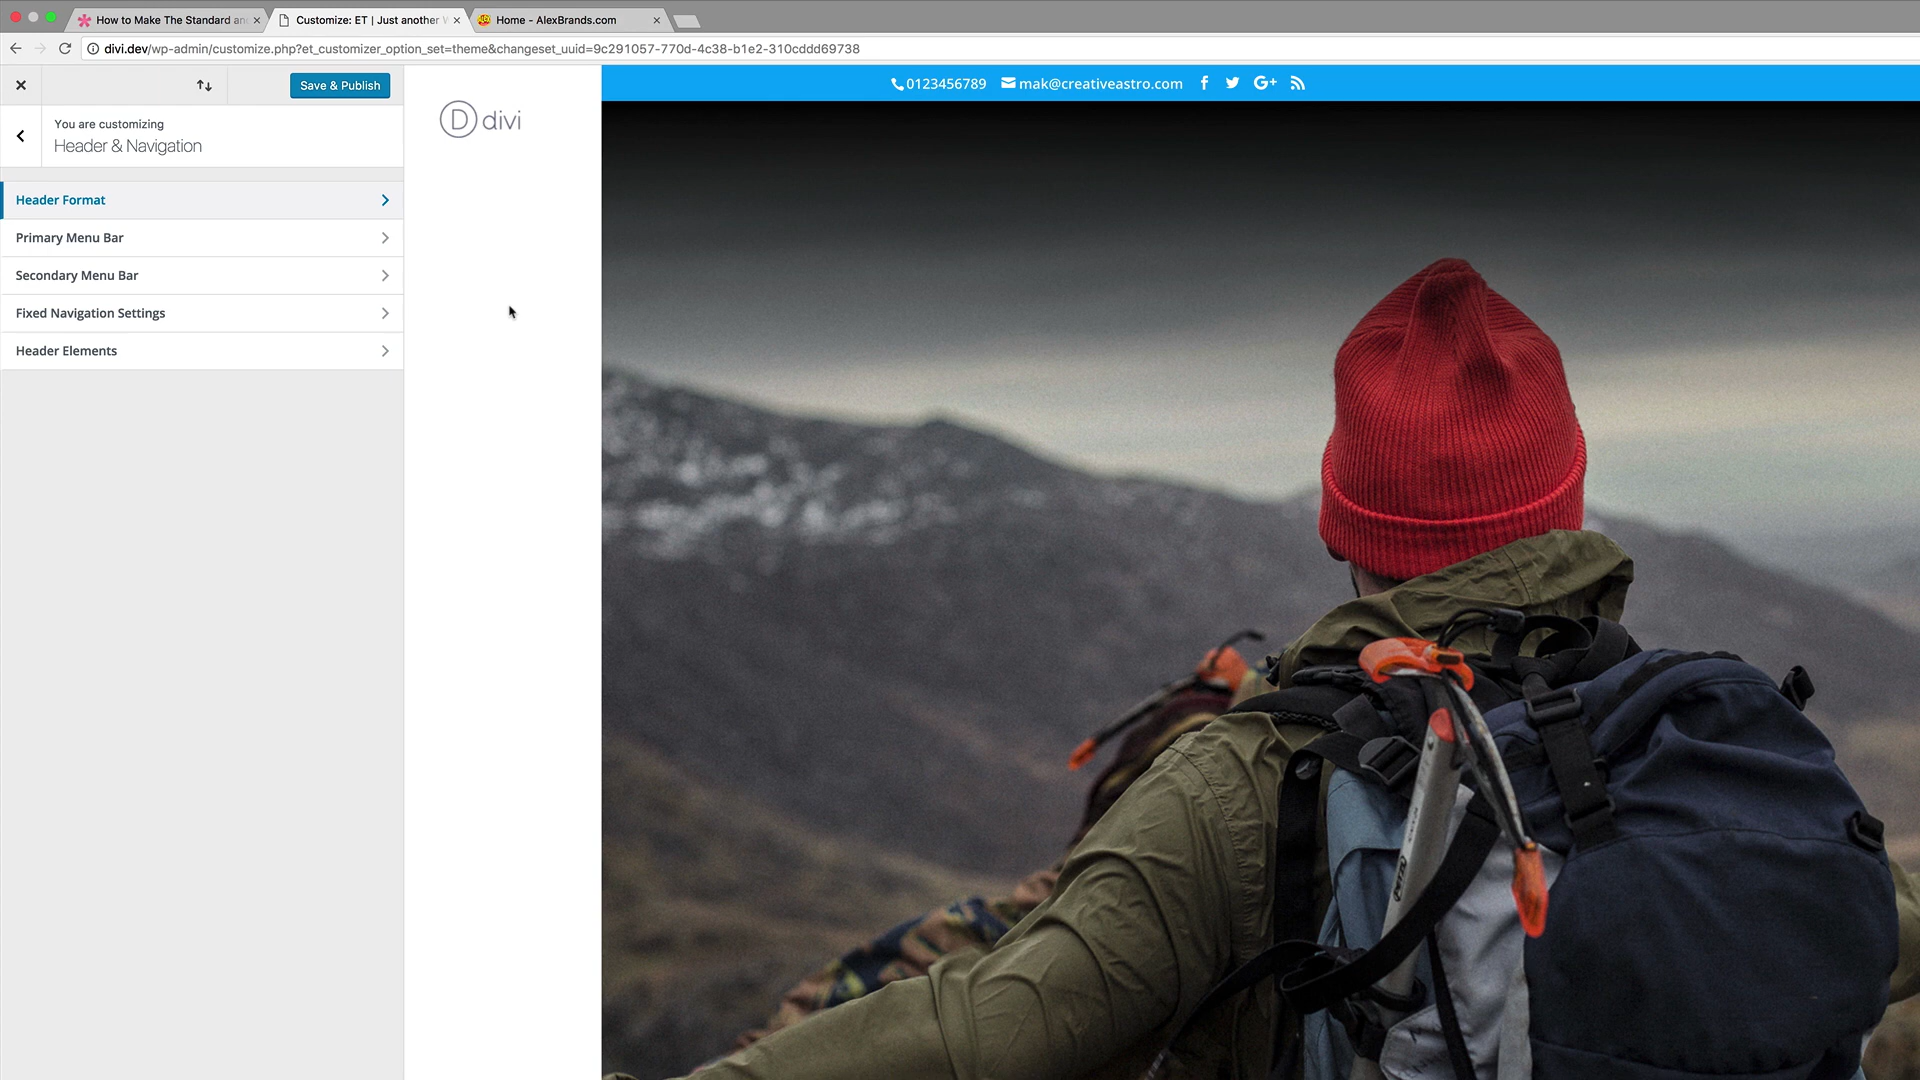 How to Make The Standard an
Customize: ET | Just another W
Home - AlexBrands.com
divi.dev/wp-admin/customize.php?et_customizer_option_set=theme&changeset_uuid=9c291057-770d-4c38-b1e2-310cddd69738
Save & Publish
You are customizing
Header & Navigation
Header Format
Primary Menu Bar
Secondary Menu Bar
Fixed Navigation Settings
Header Elements
D divi
0123456789 mak@creativeastro.com